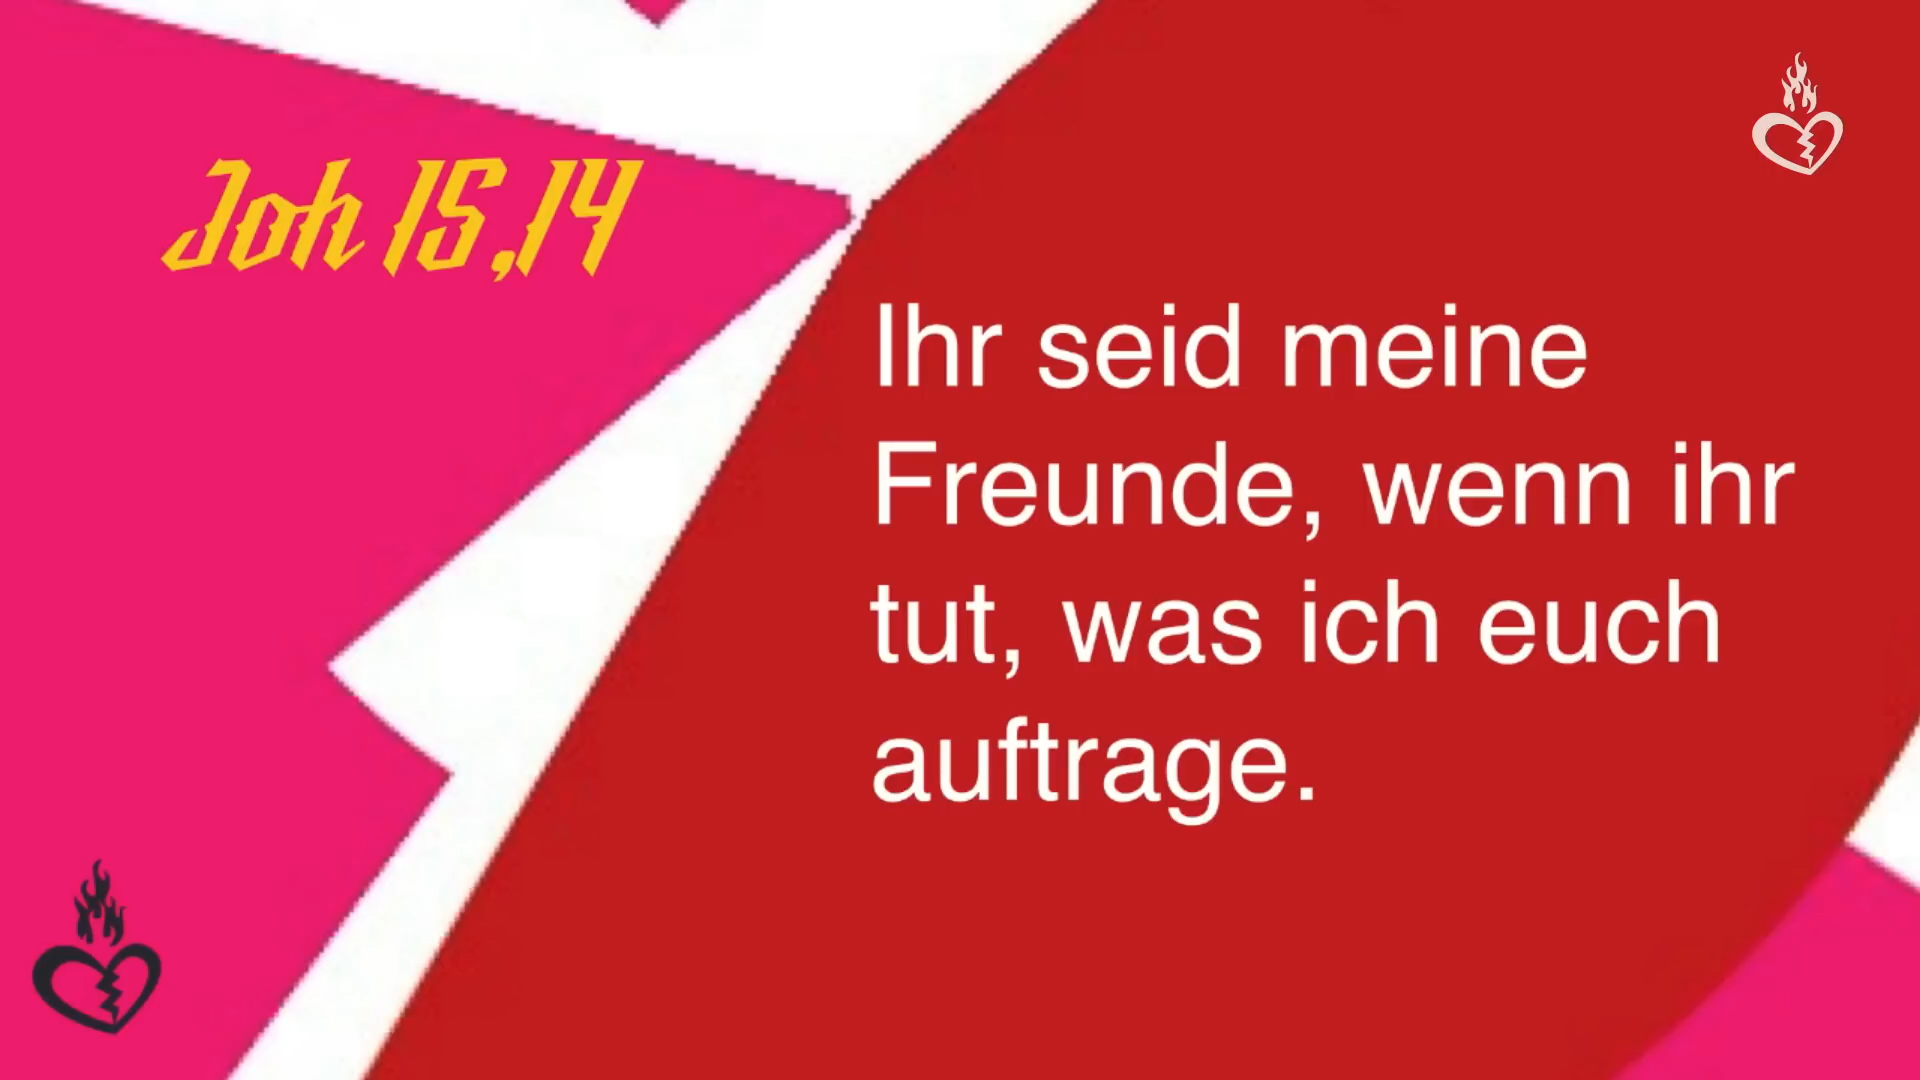 Joh 15,14
Ihr seid meine
Freunde, wenn ihr
tut, was ich euch
auftrage.